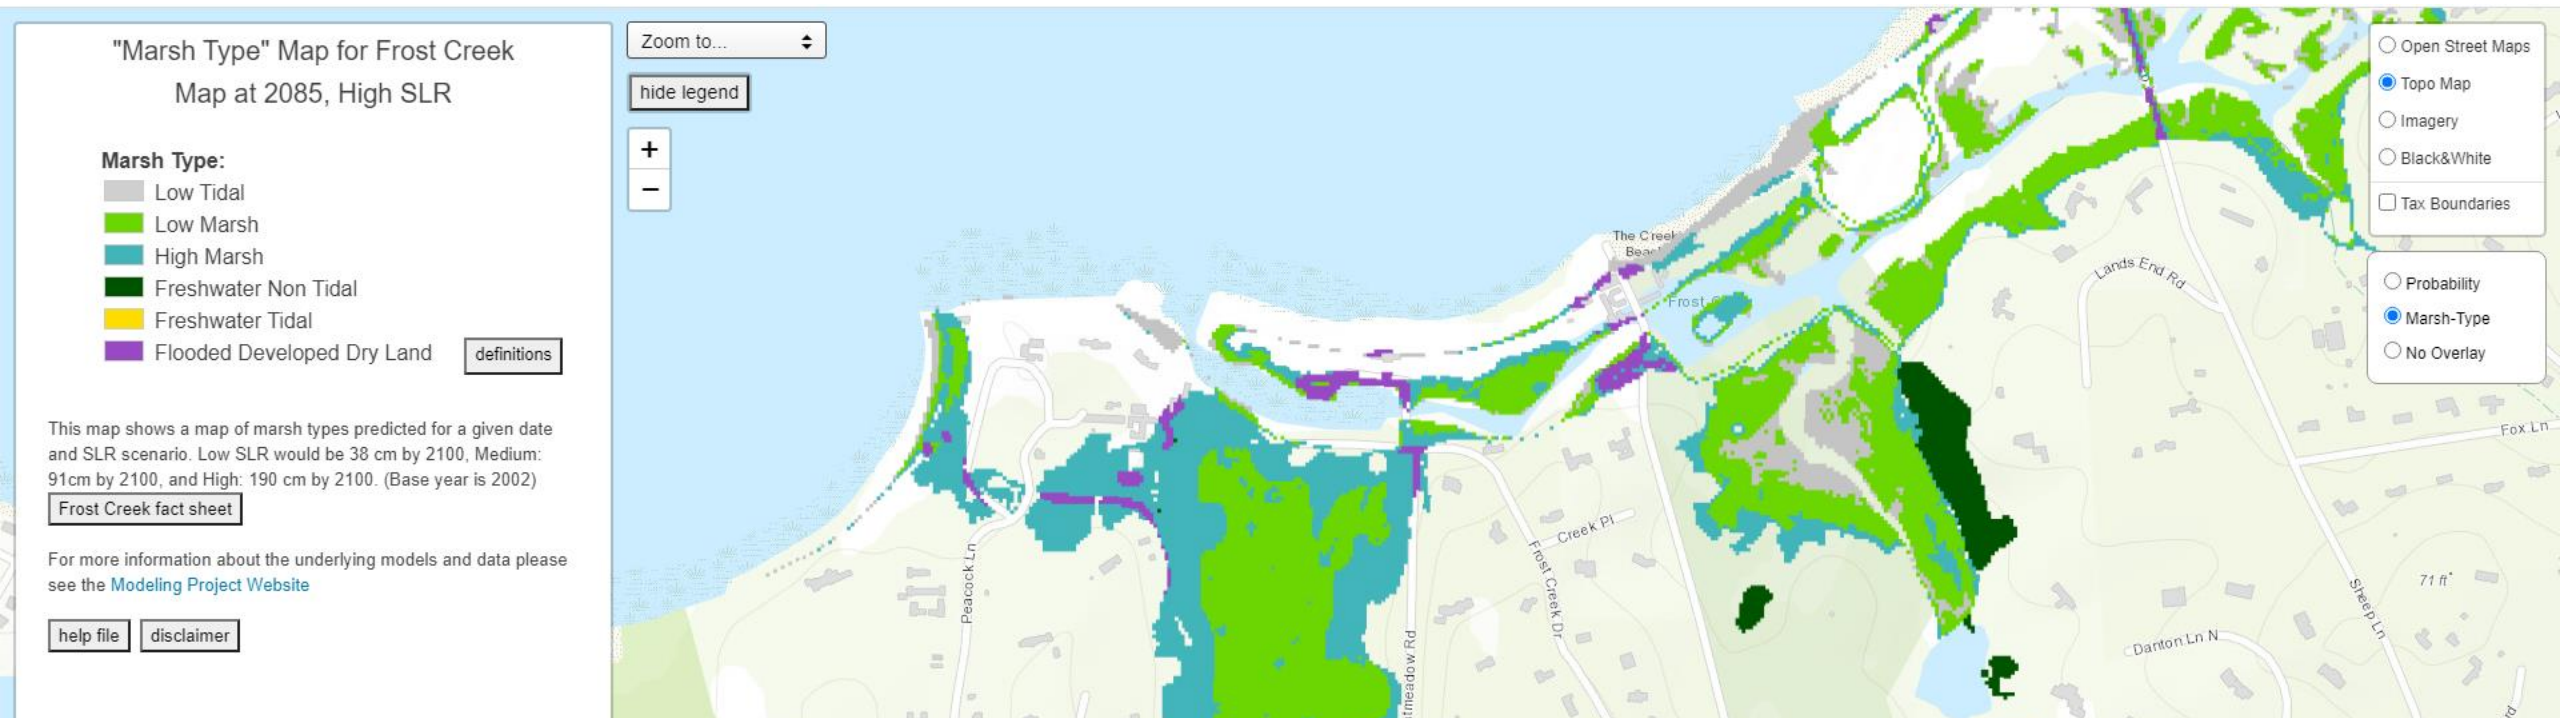 "Marsh Type" Map for Frost Creek
Map at 2085, High SLR
Marsh Type:
Low Tidal
Low Marsh
High Marsh
Freshwater Non Tidal
Freshwater Tidal
Flooded Developed Dry Land
definitions
This map shows a map of marsh types predicted for a given date
and SLR scenario. Low SLR would be 38 cm by 2100, Medium:
91cm by 2100, and High: 190 cm by 2100. (Base year is 2002)
Frost Creek fact sheet
For more information about the underlying models and data please
see the Modeling Project Website
help file
disclaimer
Zoom to...
hide legend
+
−
The Creek
Frost
Peacock Ln
Creek Pl
Frost Creek Dr
Lands End Rd
Fox Ln
Sheep Ln
71 ft
Danton Ln N
Open Street Maps
Topo Map
Imagery
Black&White
Tax Boundaries
Probability
Marsh-Type
No Overlay